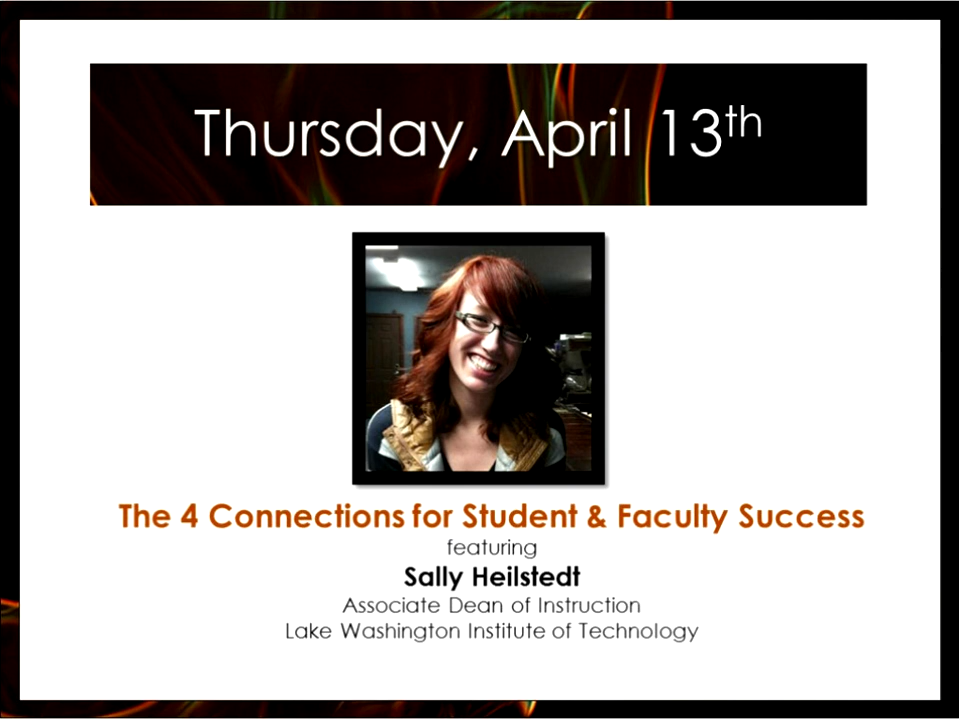 Thursday, April 13th
The 4 Connections for Student & Faculty Success
featuring
Sally Heilstedt
Associate Dean of Instruction
Lake Washington Institute of Technology